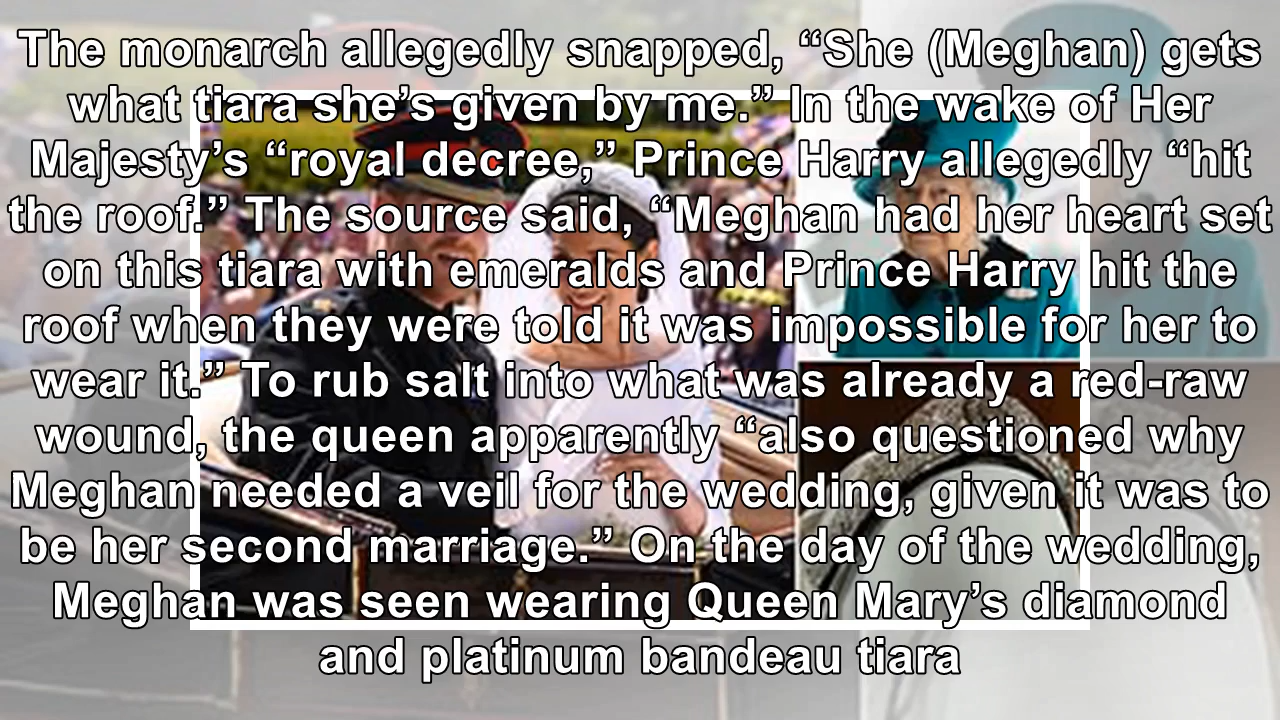 The monarch allegedly snapped, “She (Meghan) gets
what tiara she’s given by me.” In the wake of Her
Majesty’s “royal decree,” Prince Harry allegedly “hit
the roof.” The source said, “Meghan had her heart set
on this tiara with emeralds and Prince Harry hit the
roof when they were told it was impossible for her to
wear it.” To rub salt into what was already a red-raw
wound, the queen apparently “also questioned why
Meghan needed a veil for the wedding, given it was to
be her second marriage.” On the day of the wedding,
Meghan was seen wearing Queen Mary’s diamond
and platinum bandeau tiara